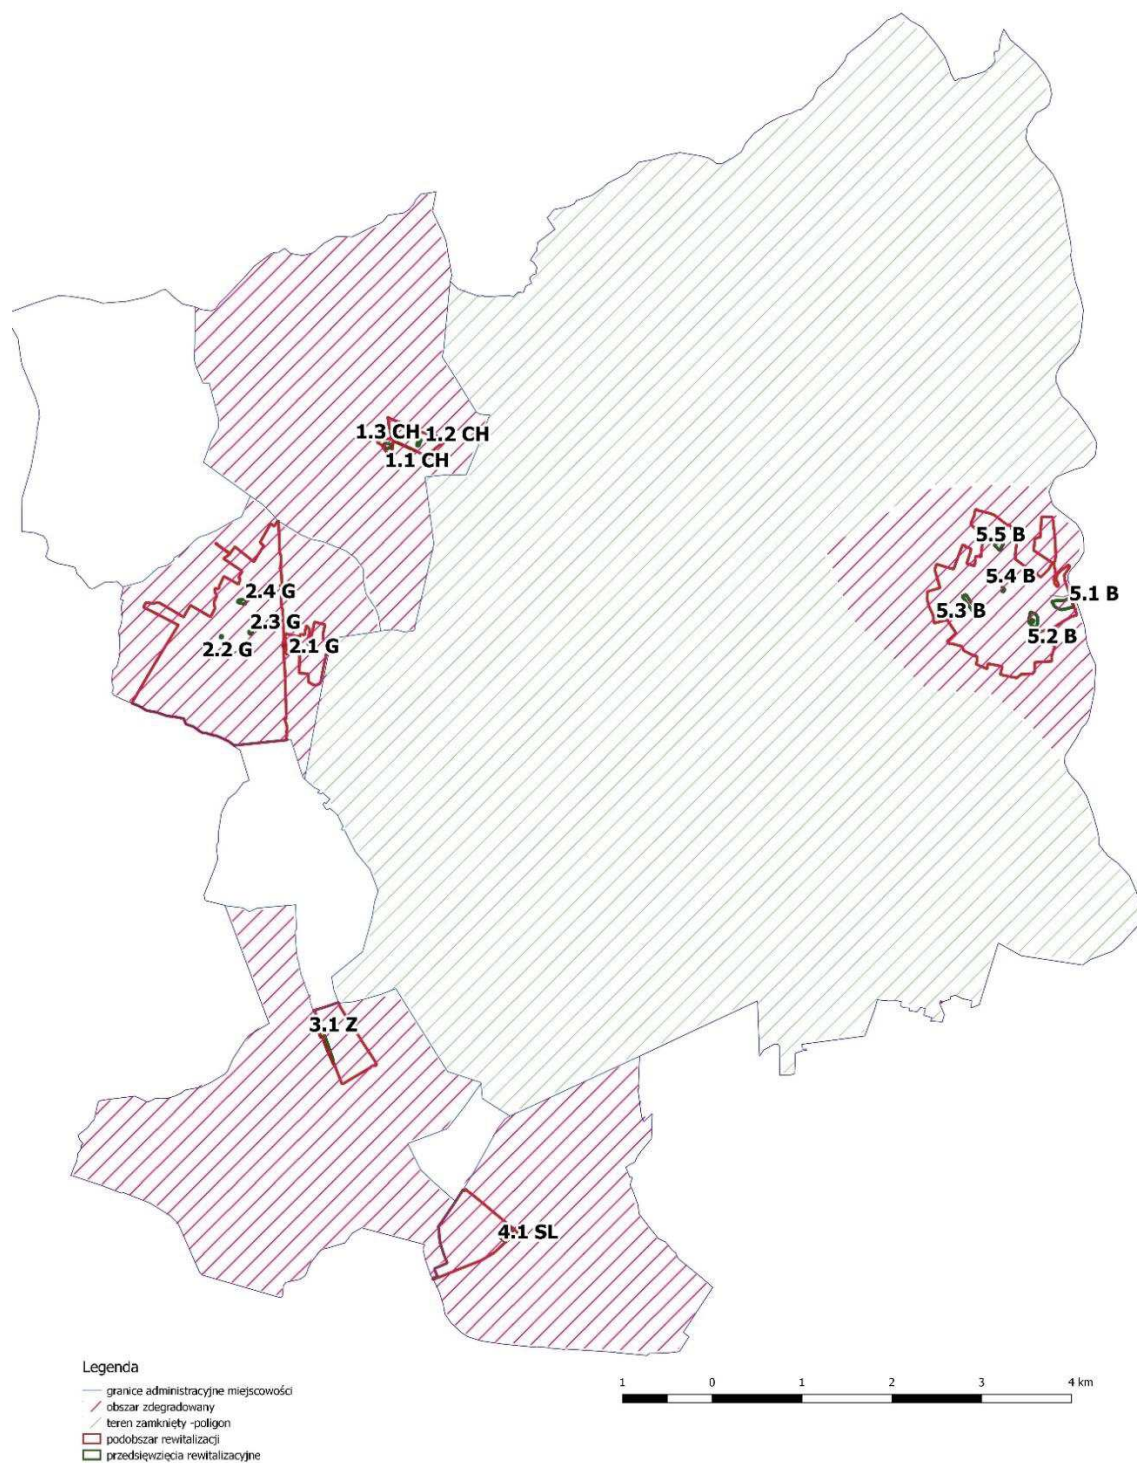 1.3 CH
1.2 CH
1.1 CH
5.5 B
5.4 B
5.1 B
5.3 B
5.2 B
2.4 G
2.3 G
2.2 G
2.1 G
3.1 Z
4.1 SL
Legenda
granice administracyjne miejscowości
obszar zdegradowany
teren zamknięty -poligon
podobszar rewitalizacji
przedsięwzięcia rewitalizacyjne
1 0 1 2 3 4 km